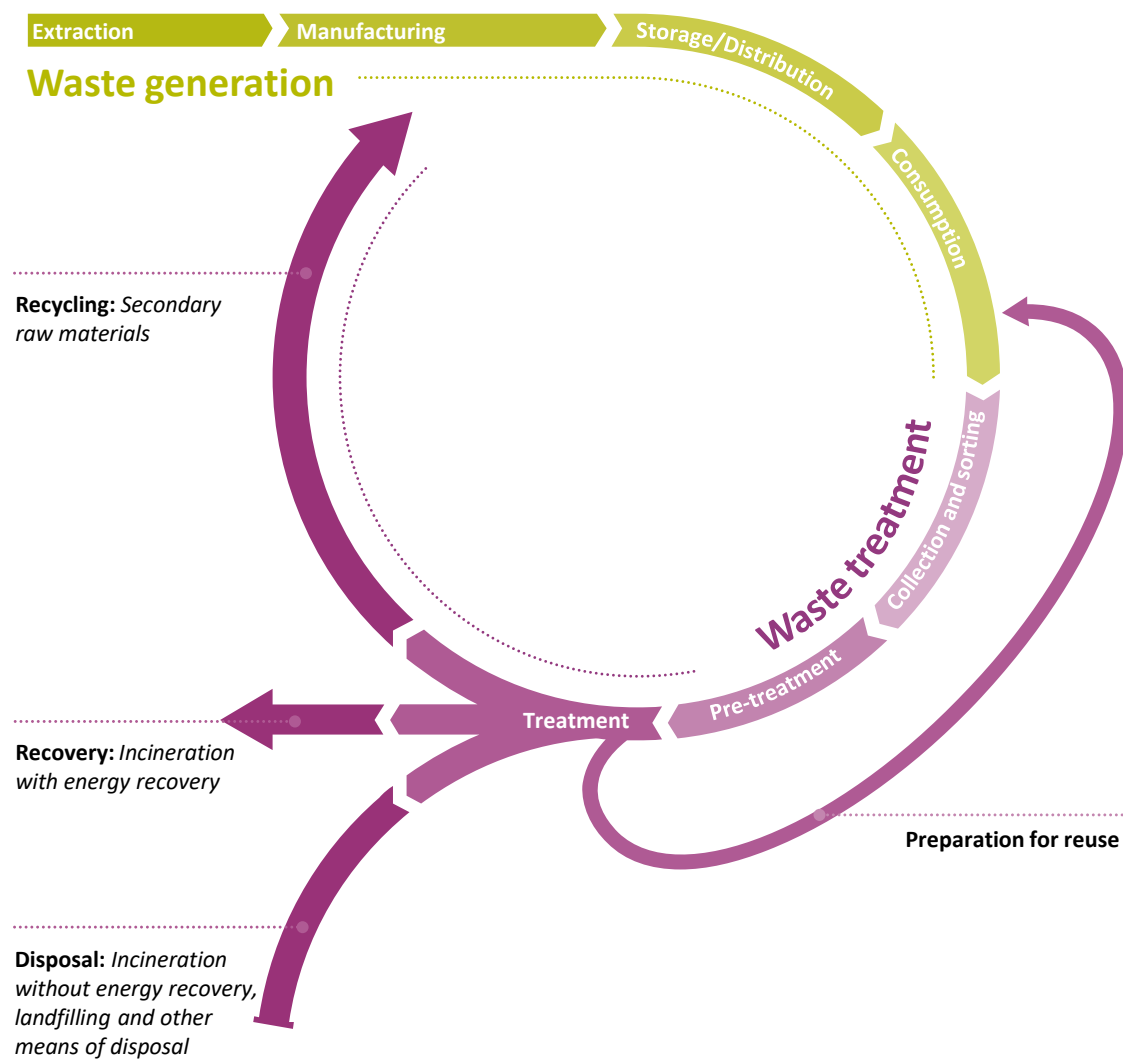 Extraction
Manufacturing
Storage/Distribution
Waste generation
Consumption
Recycling: Secondary
raw materials
Collection and sorting
Waste treatment
Pre-treatment
Treatment
Recovery: Incineration
with energy recovery
Preparation for reuse
Disposal: Incineration
without energy recovery,
landfilling and other
means of disposal